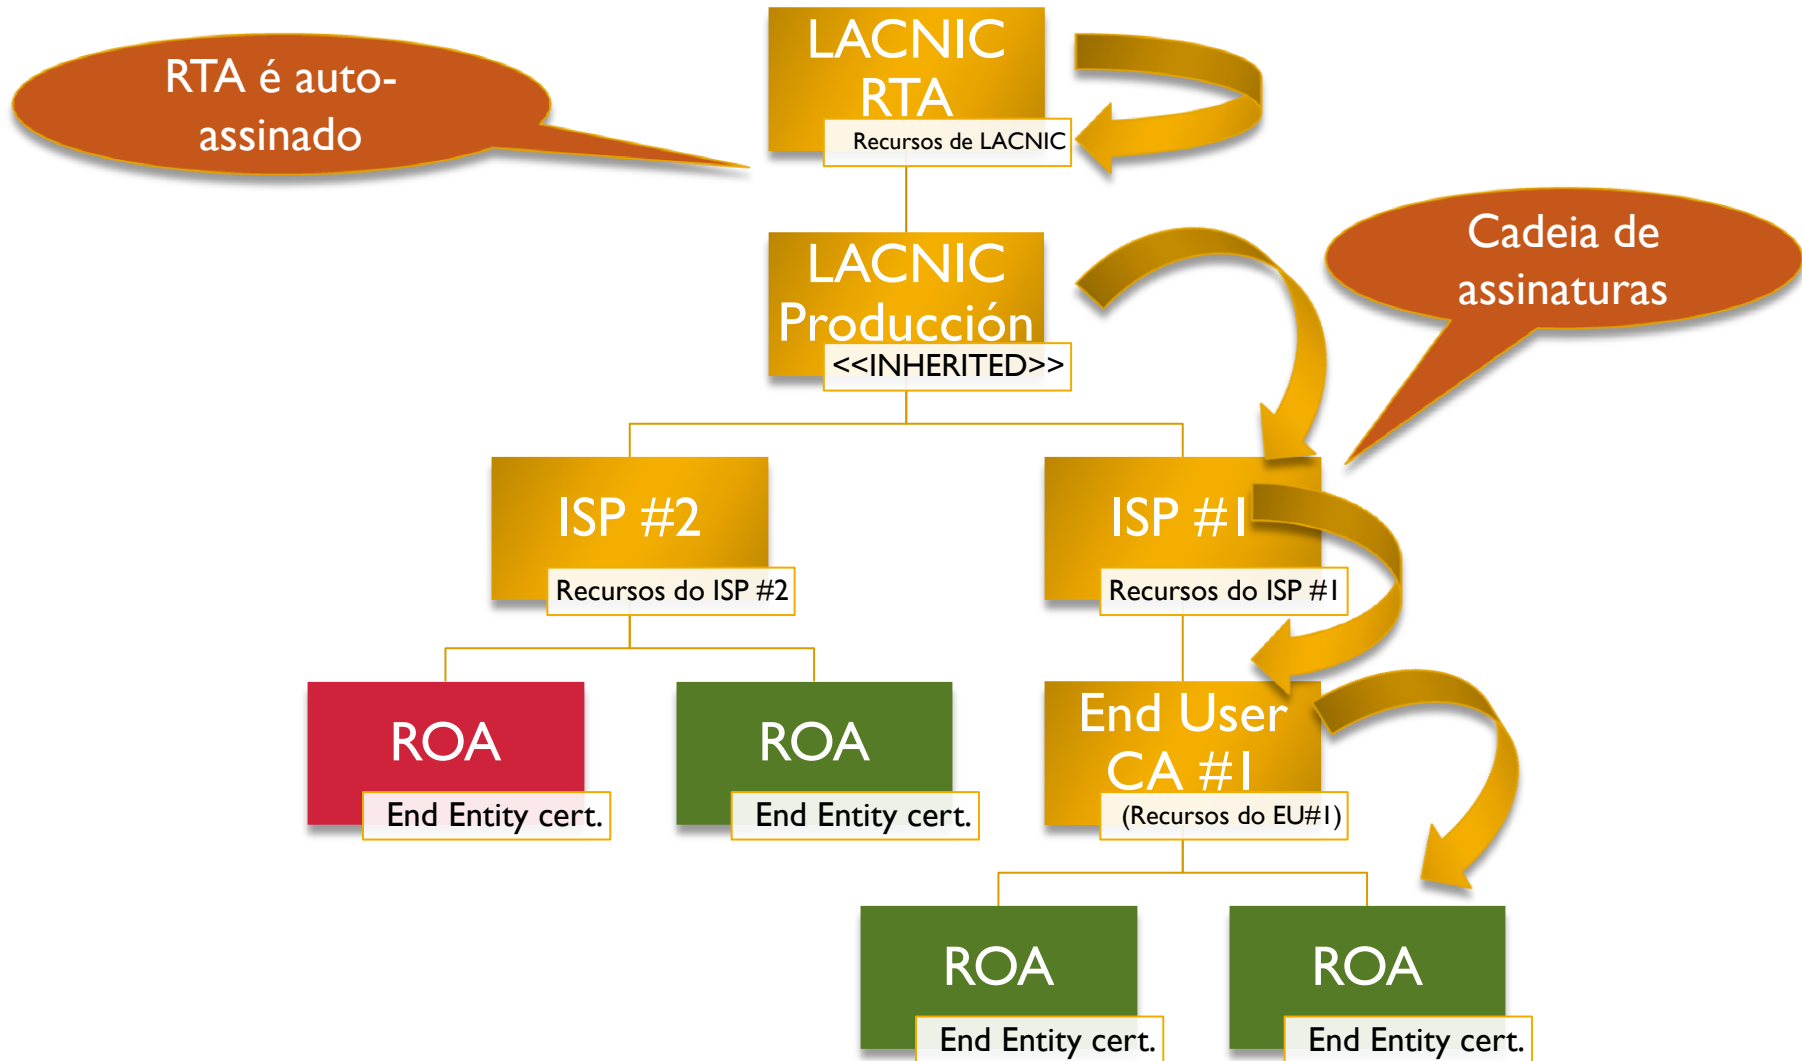 RTA é auto-
assinado
LACNIC
RTA
Recursos de LACNIC
LACNIC
Producción
<<INHERITED>>
Cadeia de
assinaturas
ISP #2
Recursos do ISP #2
ISP #1
Recursos do ISP #1
ROA
End Entity cert.
ROA
End Entity cert.
End User
CA #1
(Recursos do EU#1)
ROA
End Entity cert.
ROA
End Entity cert.